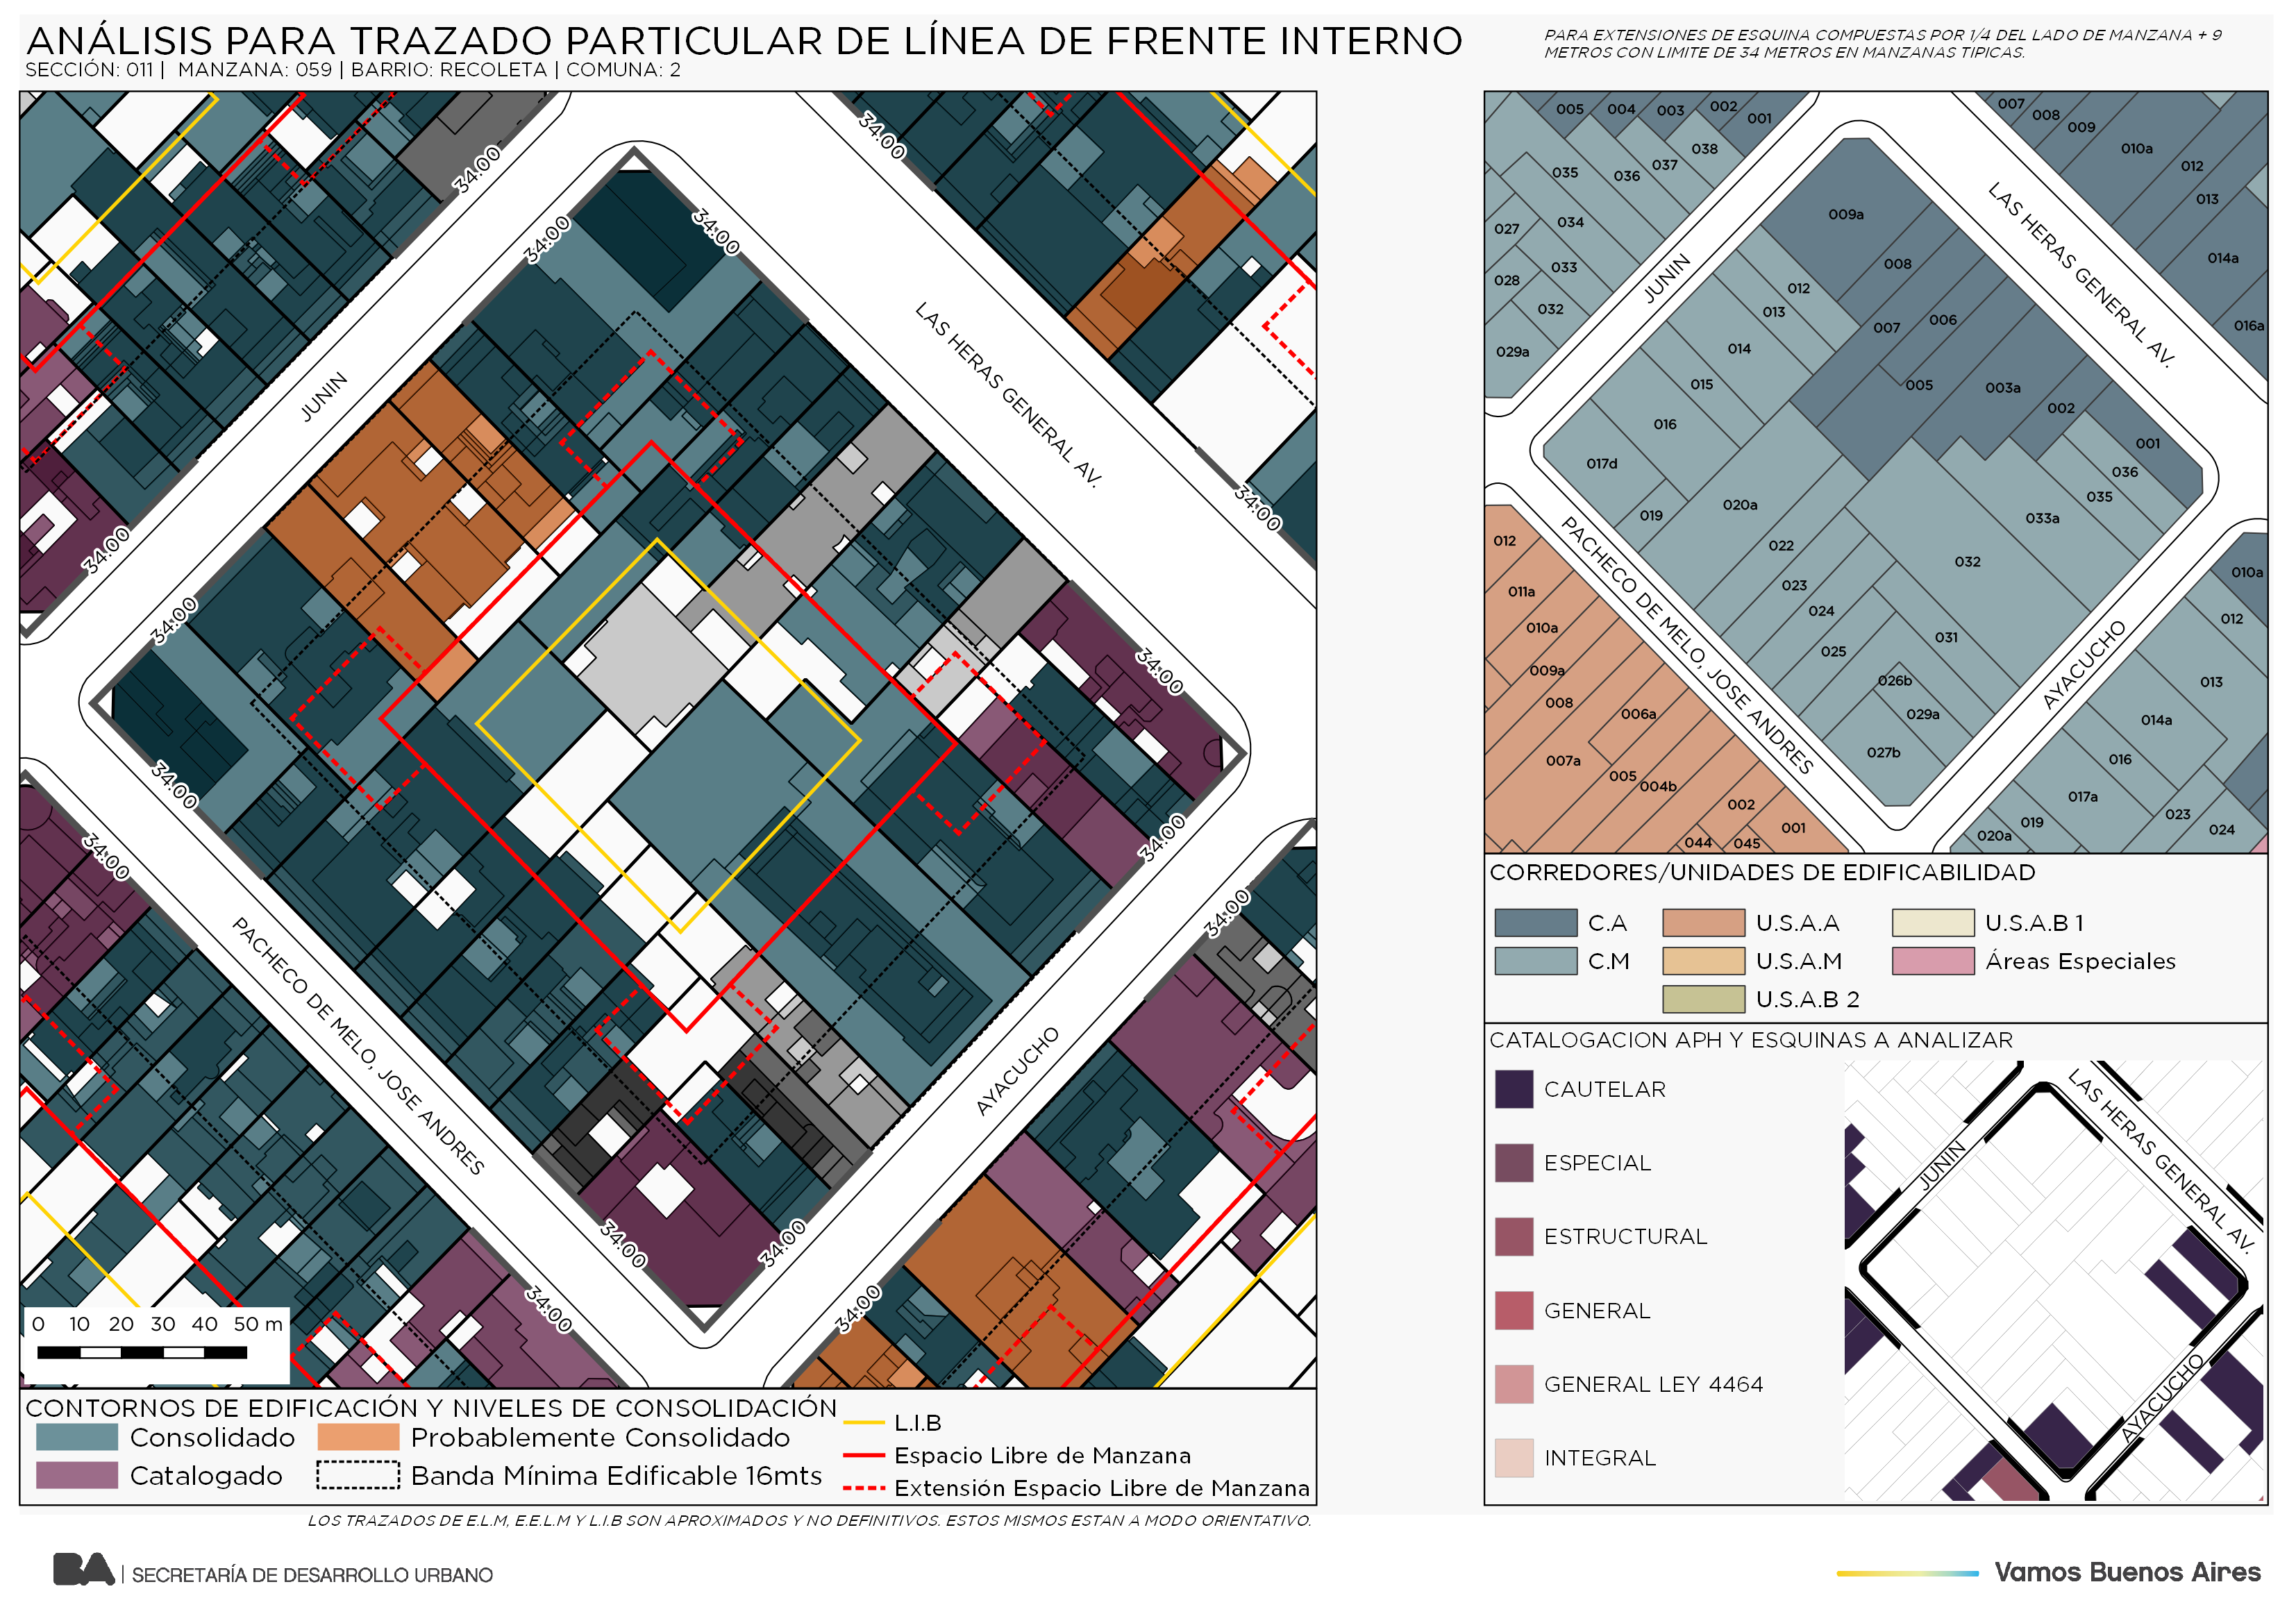 ANÁLISIS PARA TRAZADO PARTICULAR DE LÍNEA DE FRENTE INTERNO
SECCIÓN: 011 | MANZANA: 059 | BARRIO: RECOLETA | COMUNA: 2
PARA EXTENSIONES DE ESQUINA COMPUESTAS POR 1/4 DEL LADO DE MANZANA + 9
METROS CON LIMITE DE 34 METROS EN MANZANAS TIPICAS.
34.00
34.00
34.00
34.00
JUNIN
LAS HERAS GENERAL AV.
34.00
34.00
34.00
34.00
34.00
34.00
34.00
34.00
PACHECO DE MELO, JOSE ANDRES
AYACUCHO
34.00
34.00
34.00
34.00
0 10 20 30 40 50 m
CONTORNOS DE EDIFICACIÓN Y NIVELES DE CONSOLIDACIÓN
Consolidado
Probablemente Consolidado
Catalogado
Banda Mínima Edificable 16mts
L.I.B
Espacio Libre de Manzana
Extensión Espacio Libre de Manzana
LOS TRAZADOS DE E.L.M, E.E.L.M Y L.I.B SON APROXIMADOS Y NO DEFINITIVOS. ESTOS MISMOS ESTAN A MODO ORIENTATIVO.
005 004 003 002 001
007 008 009 010a 012 013 014a 016a
038 037 036 035 034 033 032
027 028 029a
JUNIN
LAS HERAS GENERAL AV.
009a 008 006 007 005 003a 002 001
012 013 014 015 016 017d 019
036 035 033a 032 031
020a 022 023 024 025 026b 029a 027b
PACHECO DE MELO, JOSE ANDRES
AYACUCHO
012 011a 010a 009a 008 007a 006a 005 004b 002 001 044 045
010a 012 013 014a 016 017a 019 020a 023 024
CORREDORES/UNIDADES DE EDIFICABILIDAD
C.A
U.S.A.A
U.S.A.B 1
C.M
U.S.A.M
Áreas Especiales
U.S.A.B 2
CATALOGACION APH Y ESQUINAS A ANALIZAR
CAUTELAR
ESPECIAL
ESTRUCTURAL
GENERAL
GENERAL LEY 4464
INTEGRAL
JUNIN
LAS HERAS GENERAL AV.
AYACUCHO
BA | SECRETARÍA DE DESARROLLO URBANO
Vamos Buenos Aires